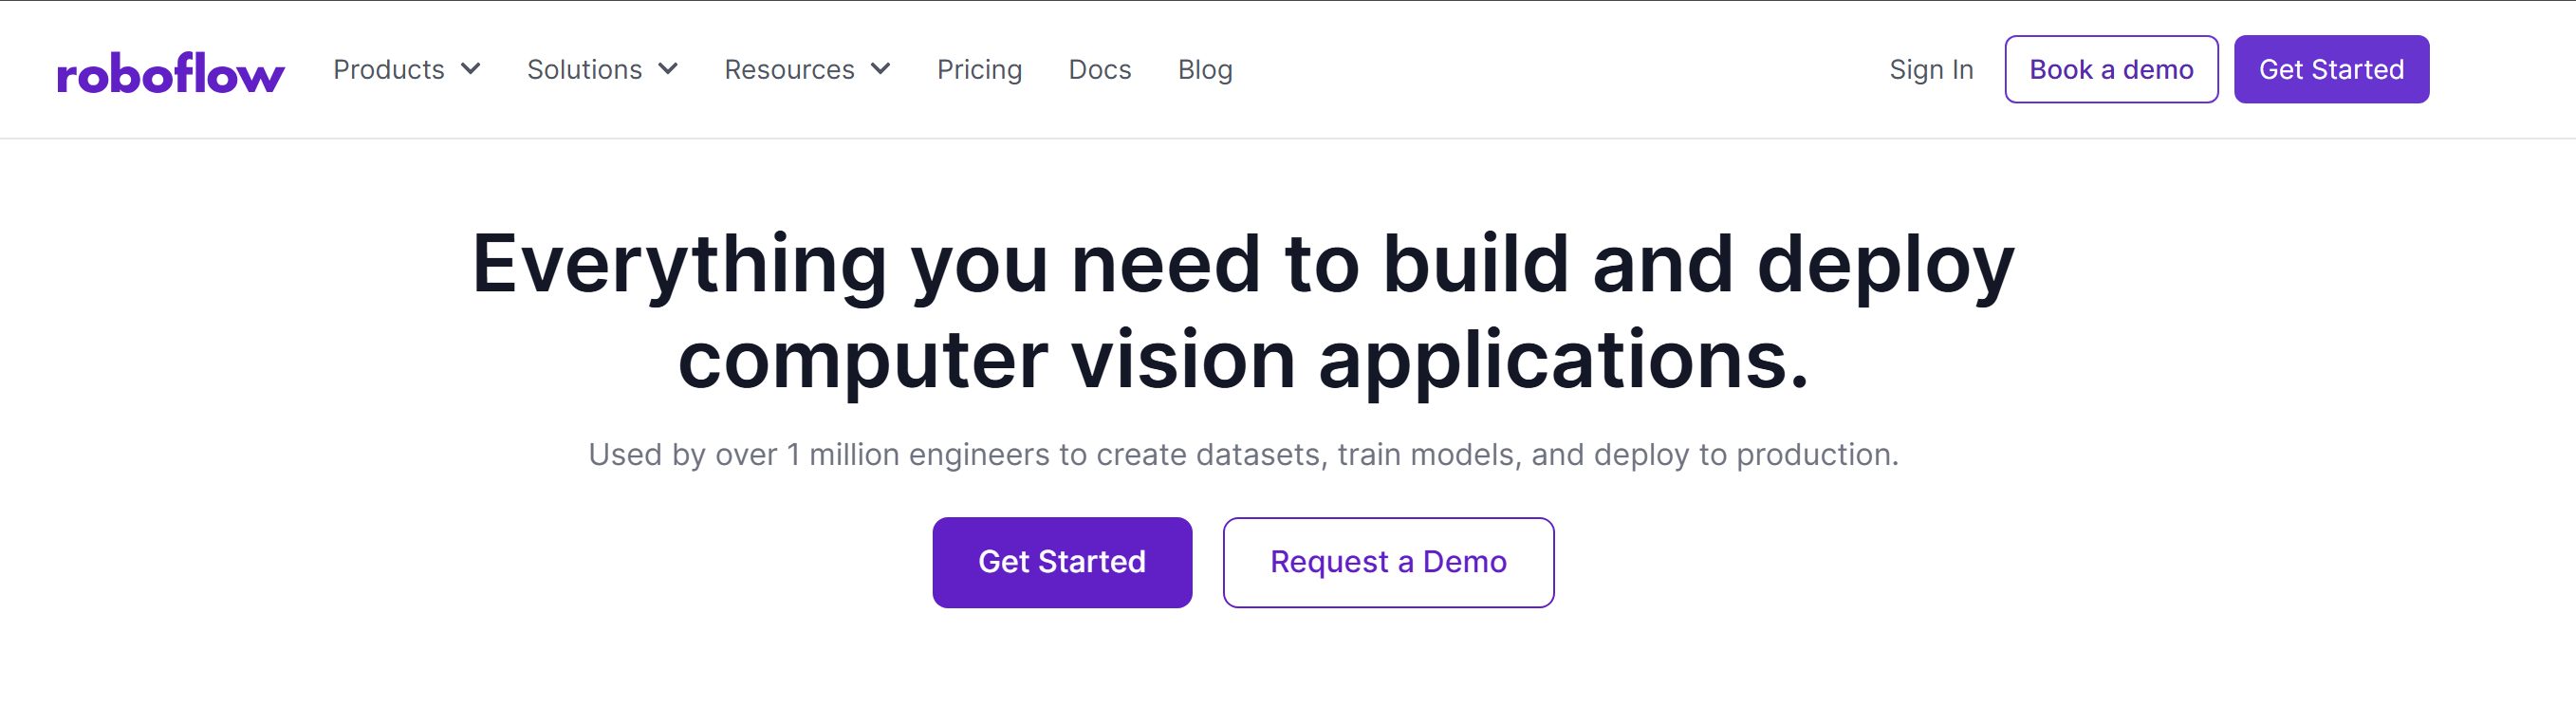 roboflow Products Solutions Resources Pricing Docs Blog Sign In Book a demo Get Started
Everything you need to build and deploy
computer vision applications.
Used by over 1 million engineers to create datasets, train models, and deploy to production.
Get Started Request a Demo